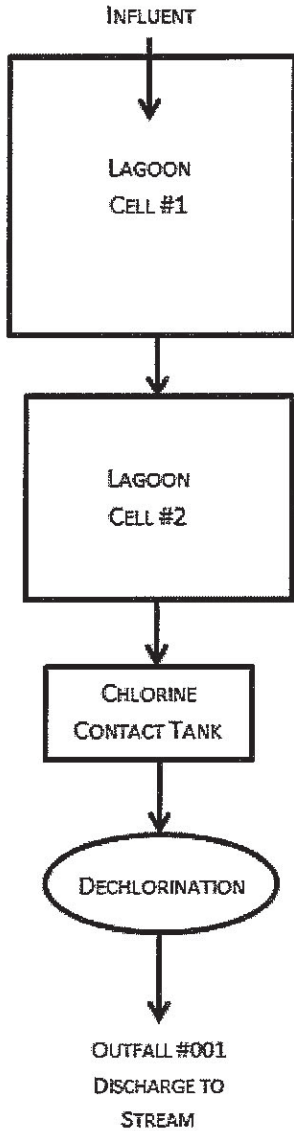 INFLUENT
LAGOON
CELL #1
LAGOON
CELL #2
CHLORINE
CONTACT TANK
DECHLORINATION
OUTFALL #001
DISCHARGE TO
STREAM